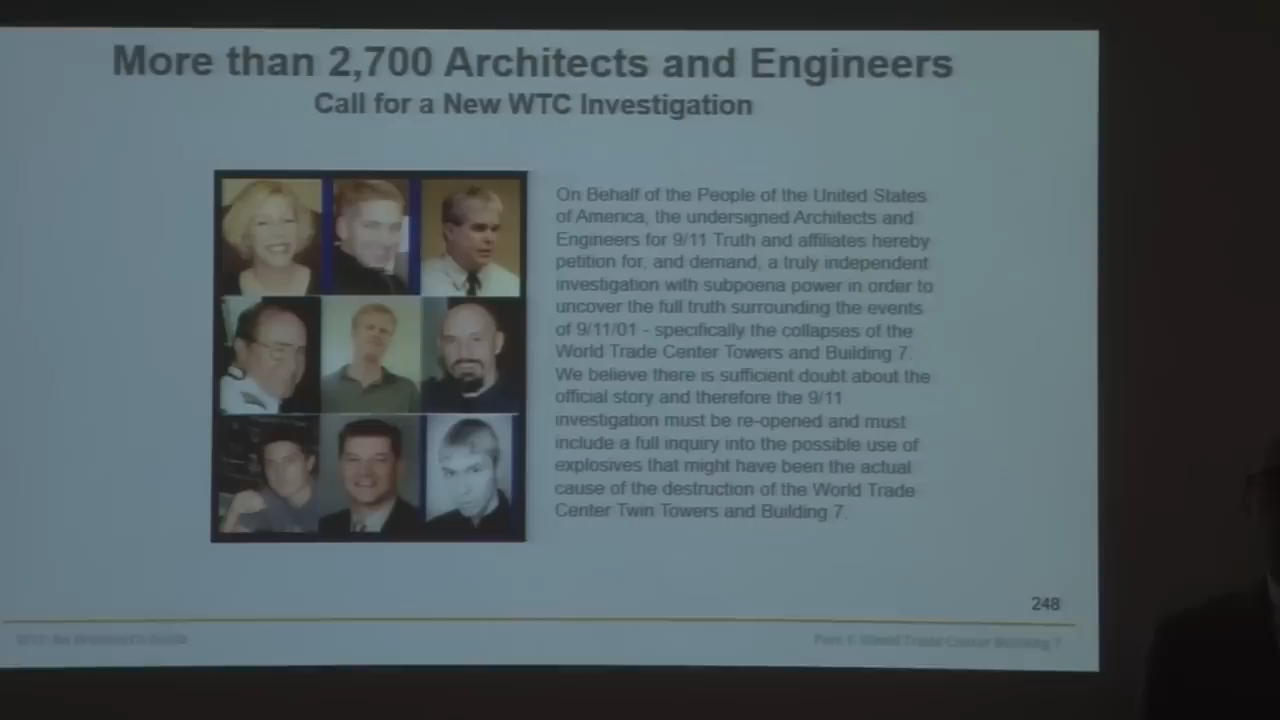 More than 2,700 Architects and Engineers
Call for a New WTC Investigation
On Behalf of the People of the United States
of America, the undersigned Architects and
Engineers for 9/11 Truth and affiliates hereby
petition for, and demand, a truly independent
investigation with subpoena power in order to
uncover the full truth surrounding the events
of 9/11/01 - specifically the collapses of the
World Trade Center Towers and Building 7.
We believe there is sufficient doubt about the
official story and therefore the 9/11
investigation must be re-opened and must
include a full inquiry into the possible use of
explosives that might have been the actual
cause of the destruction of the World Trade
Center Twin Towers and Building 7.
248
World Trade Center Building 7